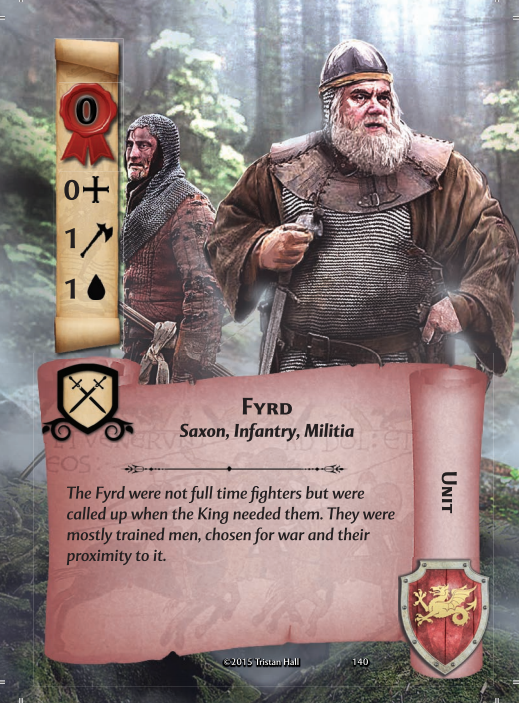 0
0
1
1
Fyrd
Saxon, Infantry, Militia
The Fyrd were not full time fighters but were
called up when the King needed them. They were
mostly trained men, chosen for war and their
proximity to it.
Unit
©2015 Tristan Hall
140